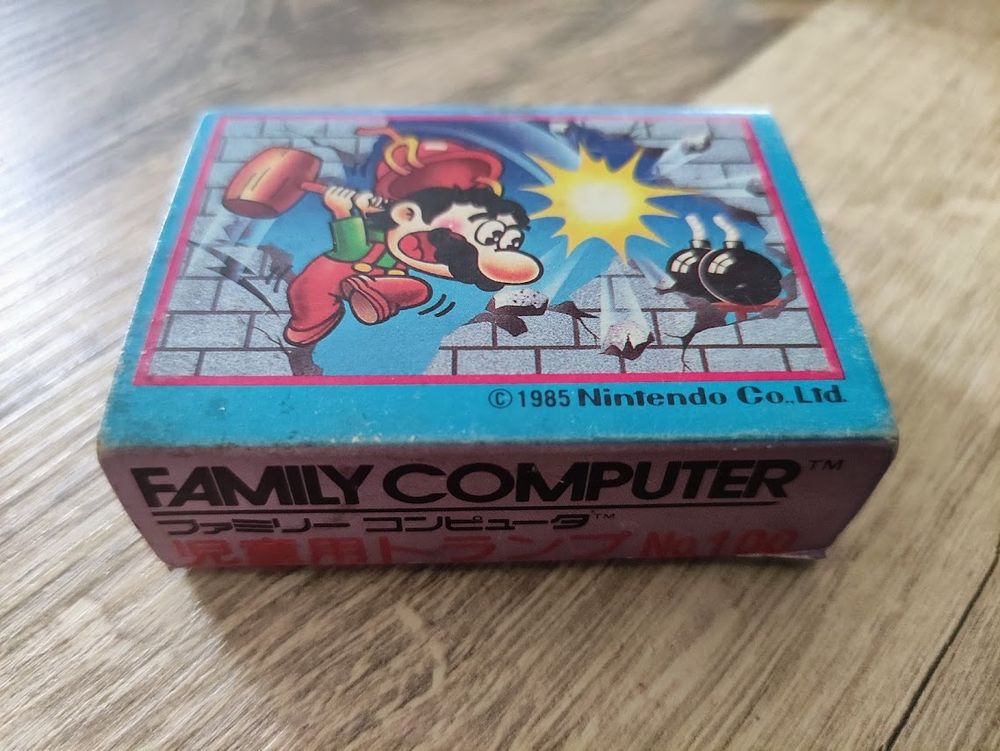 ©1985 Nintendo Co.,Ltd.
FAMILY COMPUTER™
ファミリー コンピュータ™
児童用トランプ No.100